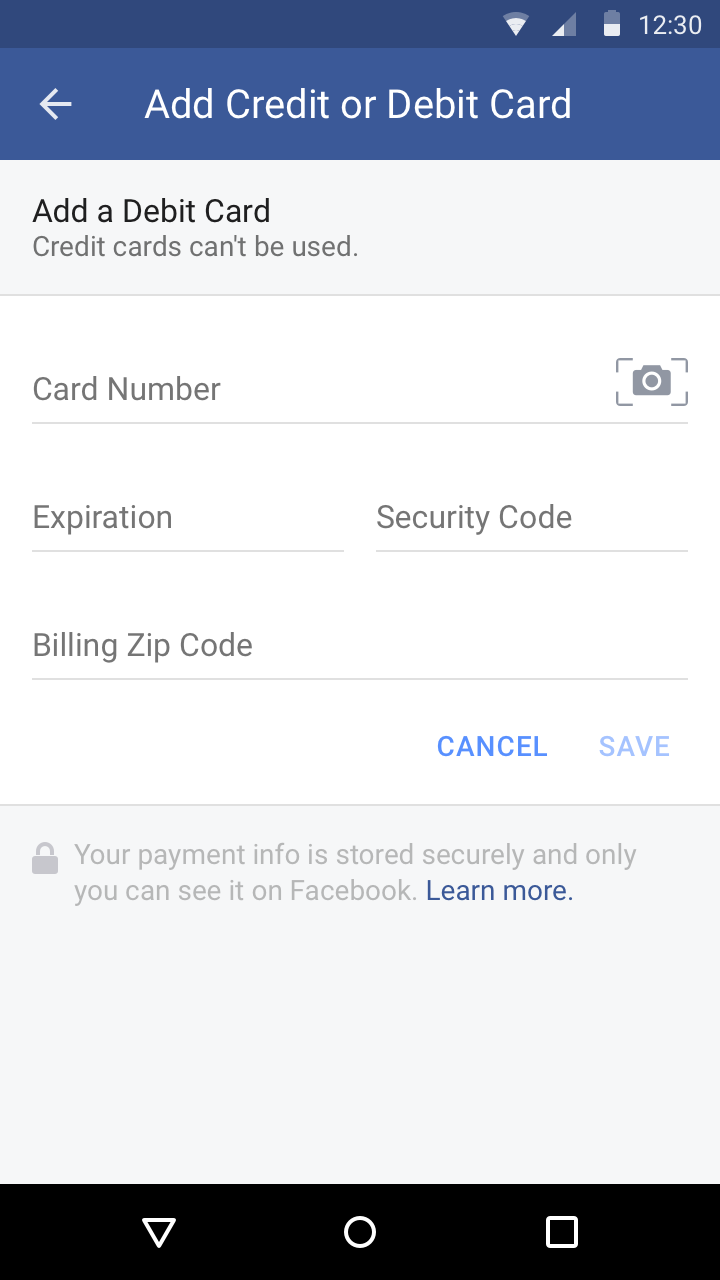 12:30
Add Credit or Debit Card
Add a Debit Card
Credit cards can't be used.
Card Number
Expiration
Security Code
Billing Zip Code
CANCEL
SAVE
Your payment info is stored securely and only
you can see it on Facebook. Learn more.